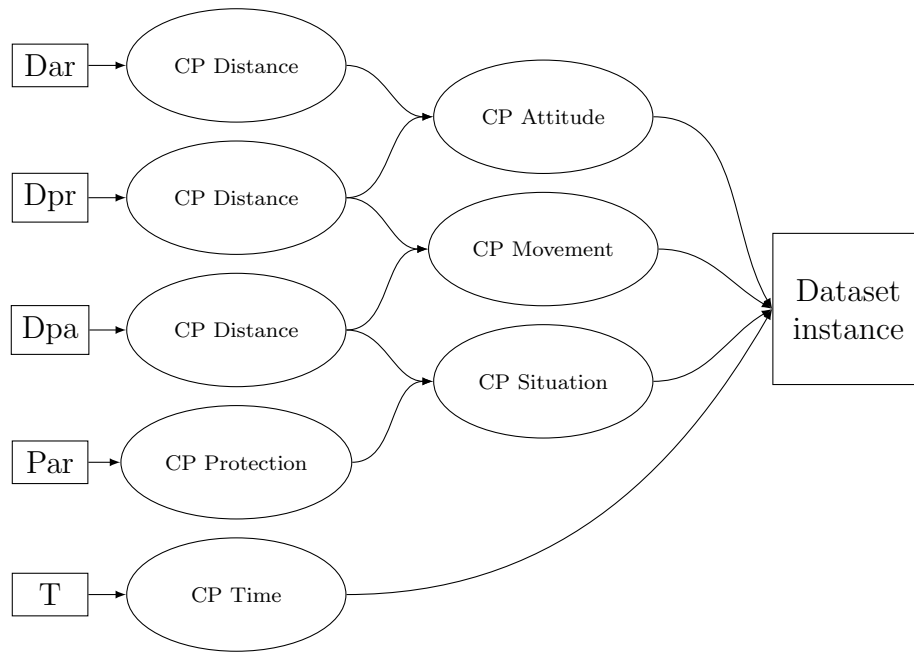 Dar
CP Distance
CP Attitude
Dpr
CP Distance
CP Movement
Dataset
instance
Dpa
CP Distance
CP Situation
Par
CP Protection
T
CP Time